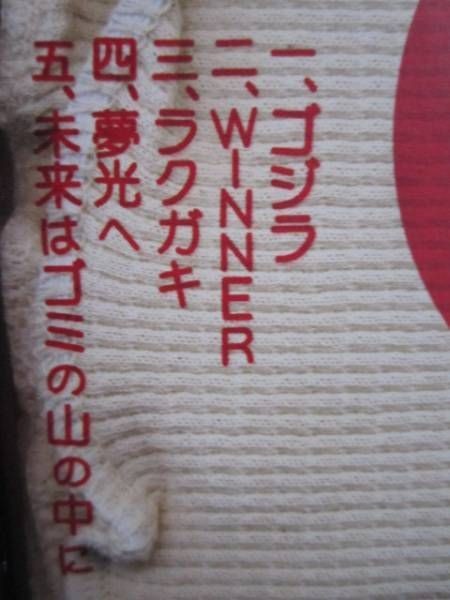 一、ゴジラ
二、WINNER
三、ラクガキ
四、夢光へ
五、未来はゴミの山の中に